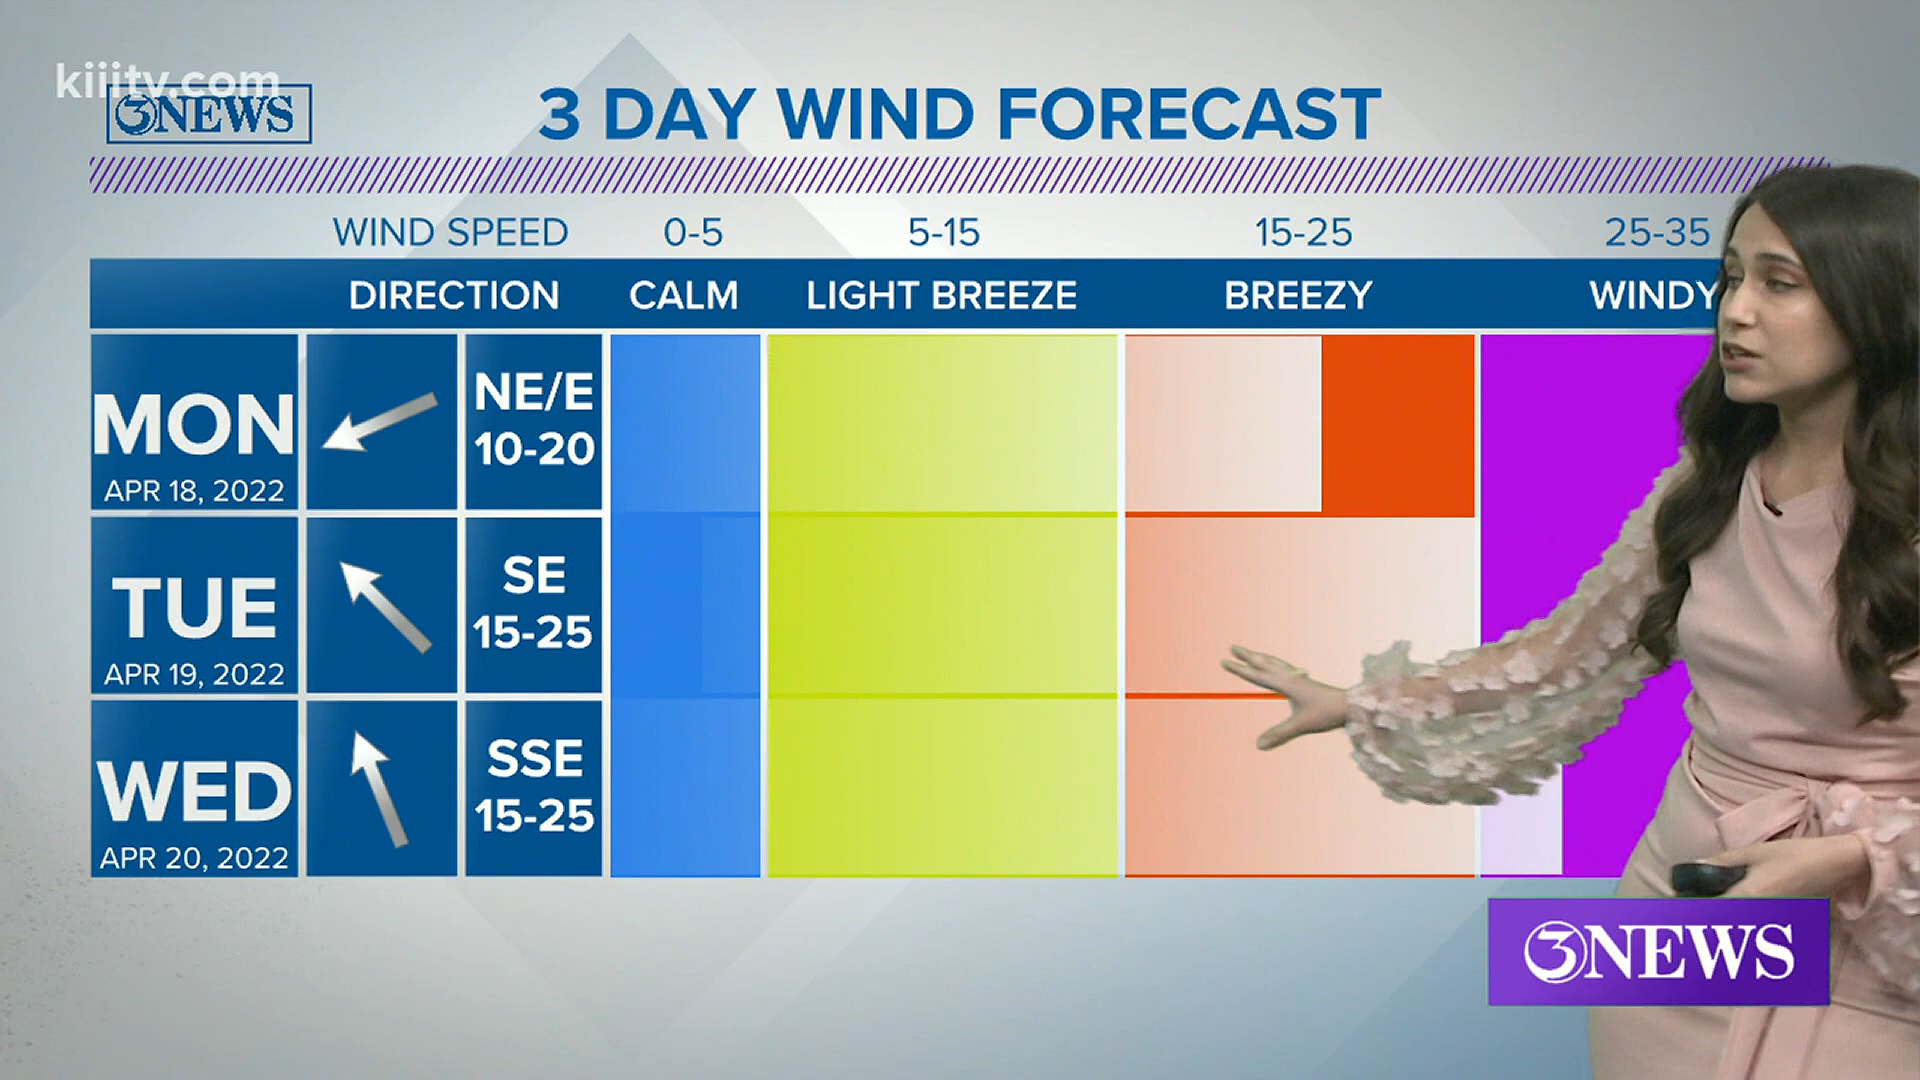 kiiitv.com
3NEWS
3 DAY WIND FORECAST
WIND SPEED 0-5 5-15 15-25 25-35
DIRECTION CALM LIGHT BREEZE BREEZY WINDY
MON
APR 18, 2022
NE/E
10-20
TUE
APR 19, 2022
SE
15-25
WED
APR 20, 2022
SSE
15-25
3NEWS